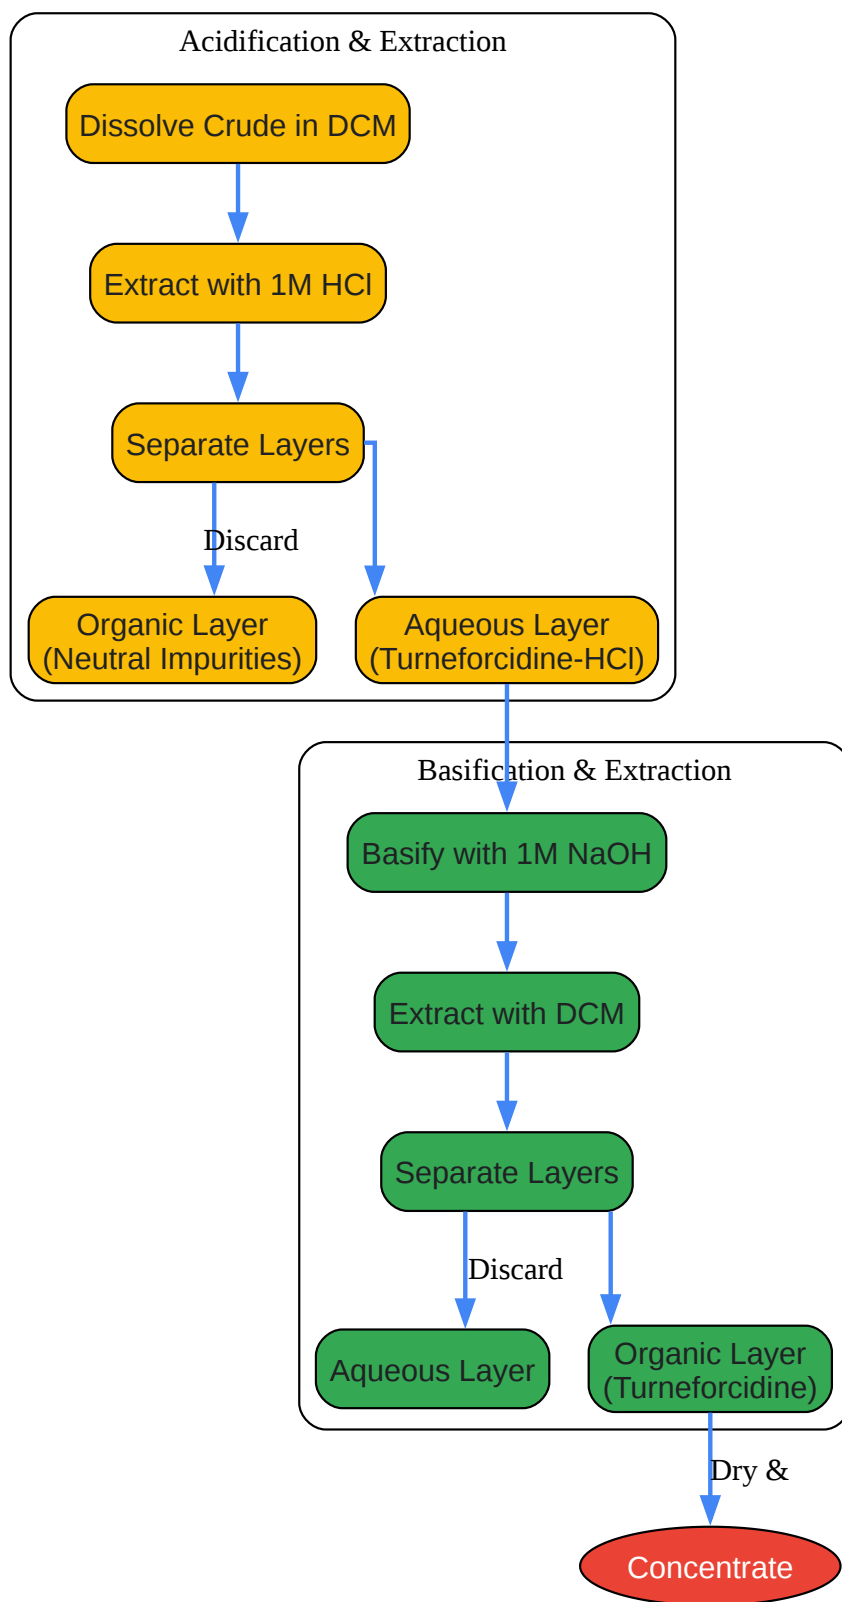 Acidification & Extraction
Dissolve Crude in DCM
Extract with 1M HCl
Separate Layers
Discard
Organic Layer
(Neutral Impurities)
Aqueous Layer
(Turneforcidine-HCl)
Basification & Extraction
Basify with 1M NaOH
Extract with DCM
Separate Layers
Discard
Aqueous Layer
Organic Layer
(Turneforcidine)
Dry &
Concentrate